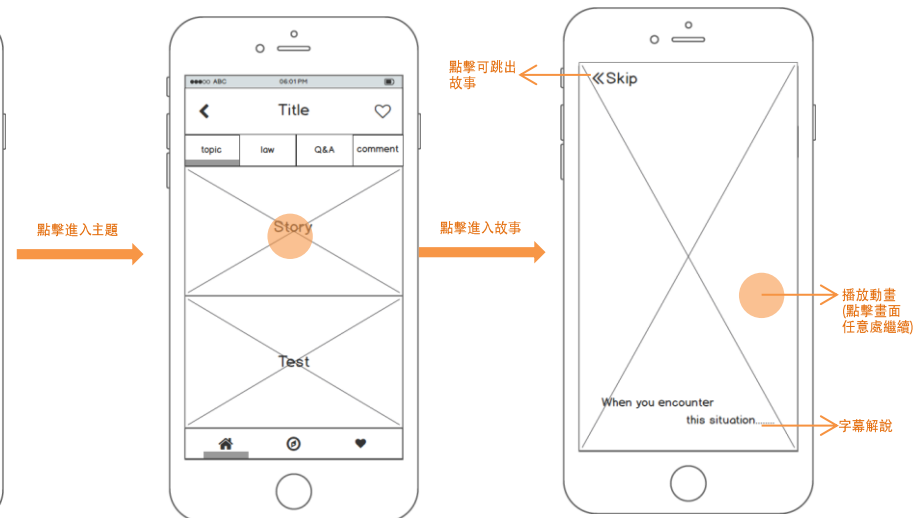 點擊進入主題
ABC
06:01 PM
Title
topic
law
Q&A
comment
Story
Test
點擊進入故事
點擊可跳出
故事
Skip
播放動畫
(點擊畫面
任意處繼續)
When you encounter
this situation.......
字幕解說